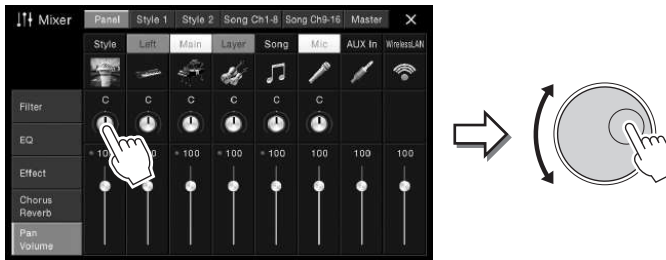 Mixer
Panel Style 1 Style 2 Song Ch1-8 Song Ch9-16 Master
Style Left Main Layer Song Mic AUX In WirelessLAN
Filter
C C C C C C
EQ
100 100 100 100 100 100 100
Effect
Chorus
Reverb
Pan
Volume